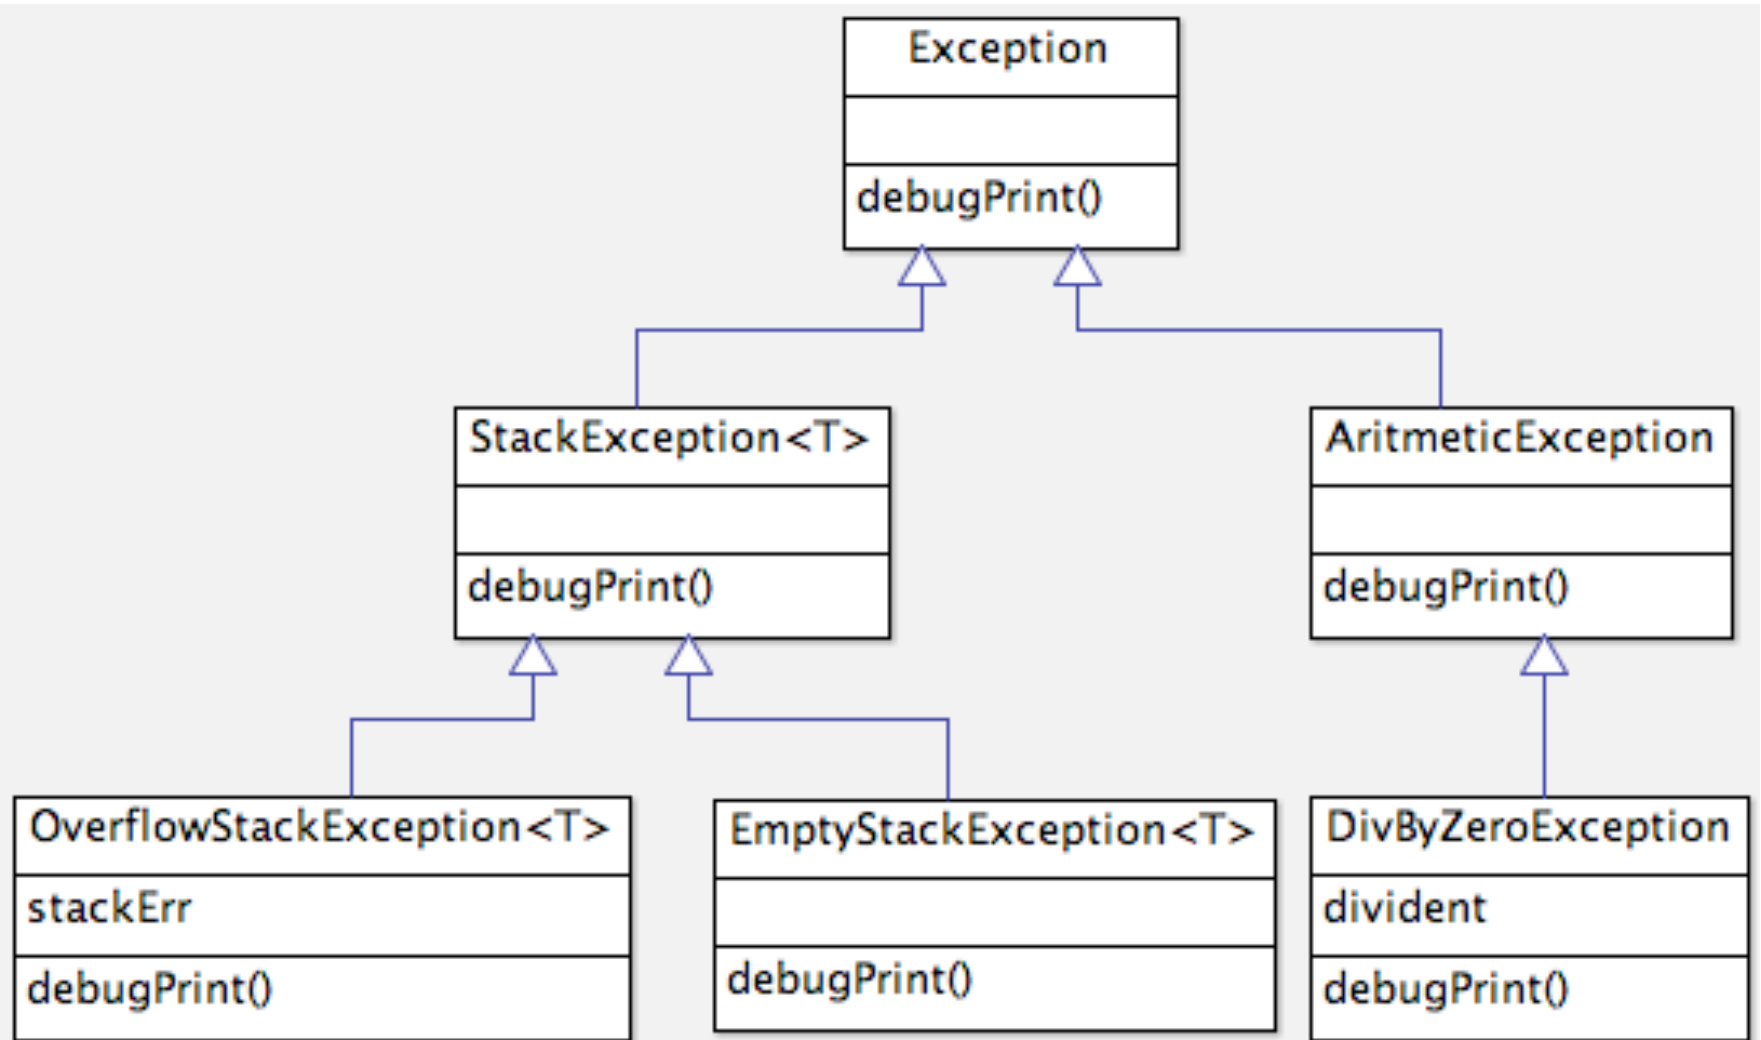 Exception
debugPrint()
StackException<T>
debugPrint()
AritmeticException
debugPrint()
OverflowStackException<T>
stackErr
debugPrint()
EmptyStackException<T>
debugPrint()
DivByZeroException
divident
debugPrint()